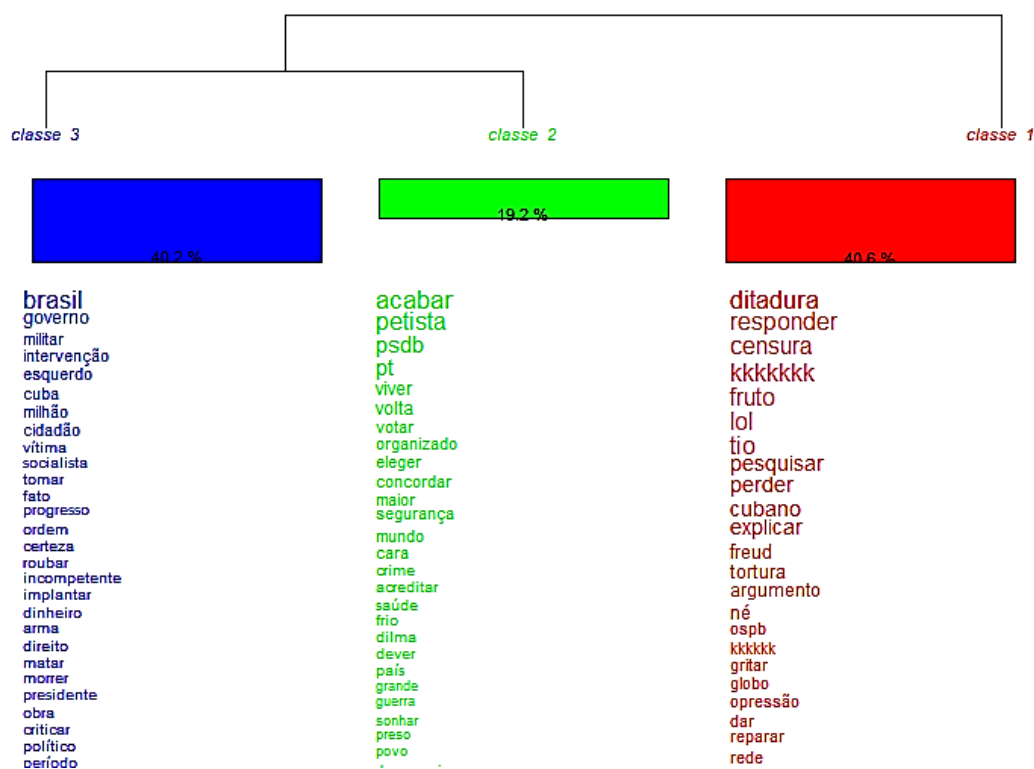 classe 3
classe 2
classe 1
40.2 %
19.2 %
40.6 %
brasil
governo
militar
intervenção
esquerdo
cuba
milhão
cidadão
vítima
socialista
tomar
fato
progresso
ordem
certeza
roubar
incompetente
implantar
dinheiro
arma
direito
matar
morrer
presidente
obra
criticar
político
período
acabar
petista
psdb
pt
viver
volta
votar
organizado
eleger
concordar
maior
segurança
mundo
cara
crime
acreditar
saúde
frio
dilma
dever
país
grande
guerra
sonhar
preso
povo
ditadura
responder
censura
kkkkkkk
fruto
lol
tio
pesquisar
perder
cubano
explicar
freud
tortura
argumento
né
ospb
kkkkkk
gritar
globo
opressão
dar
reparar
rede